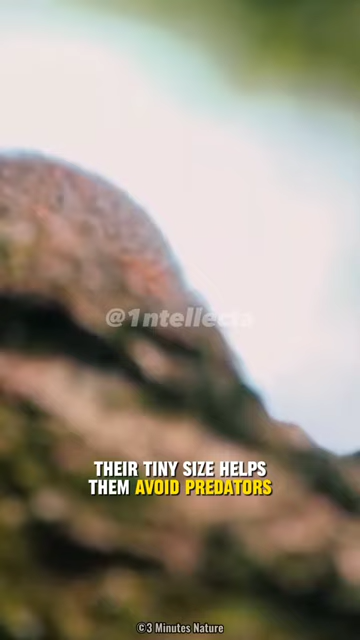 @1ntellecta
THEIR TINY SIZE HELPS
THEM AVOID PREDATORS
©3 Minutes Nature